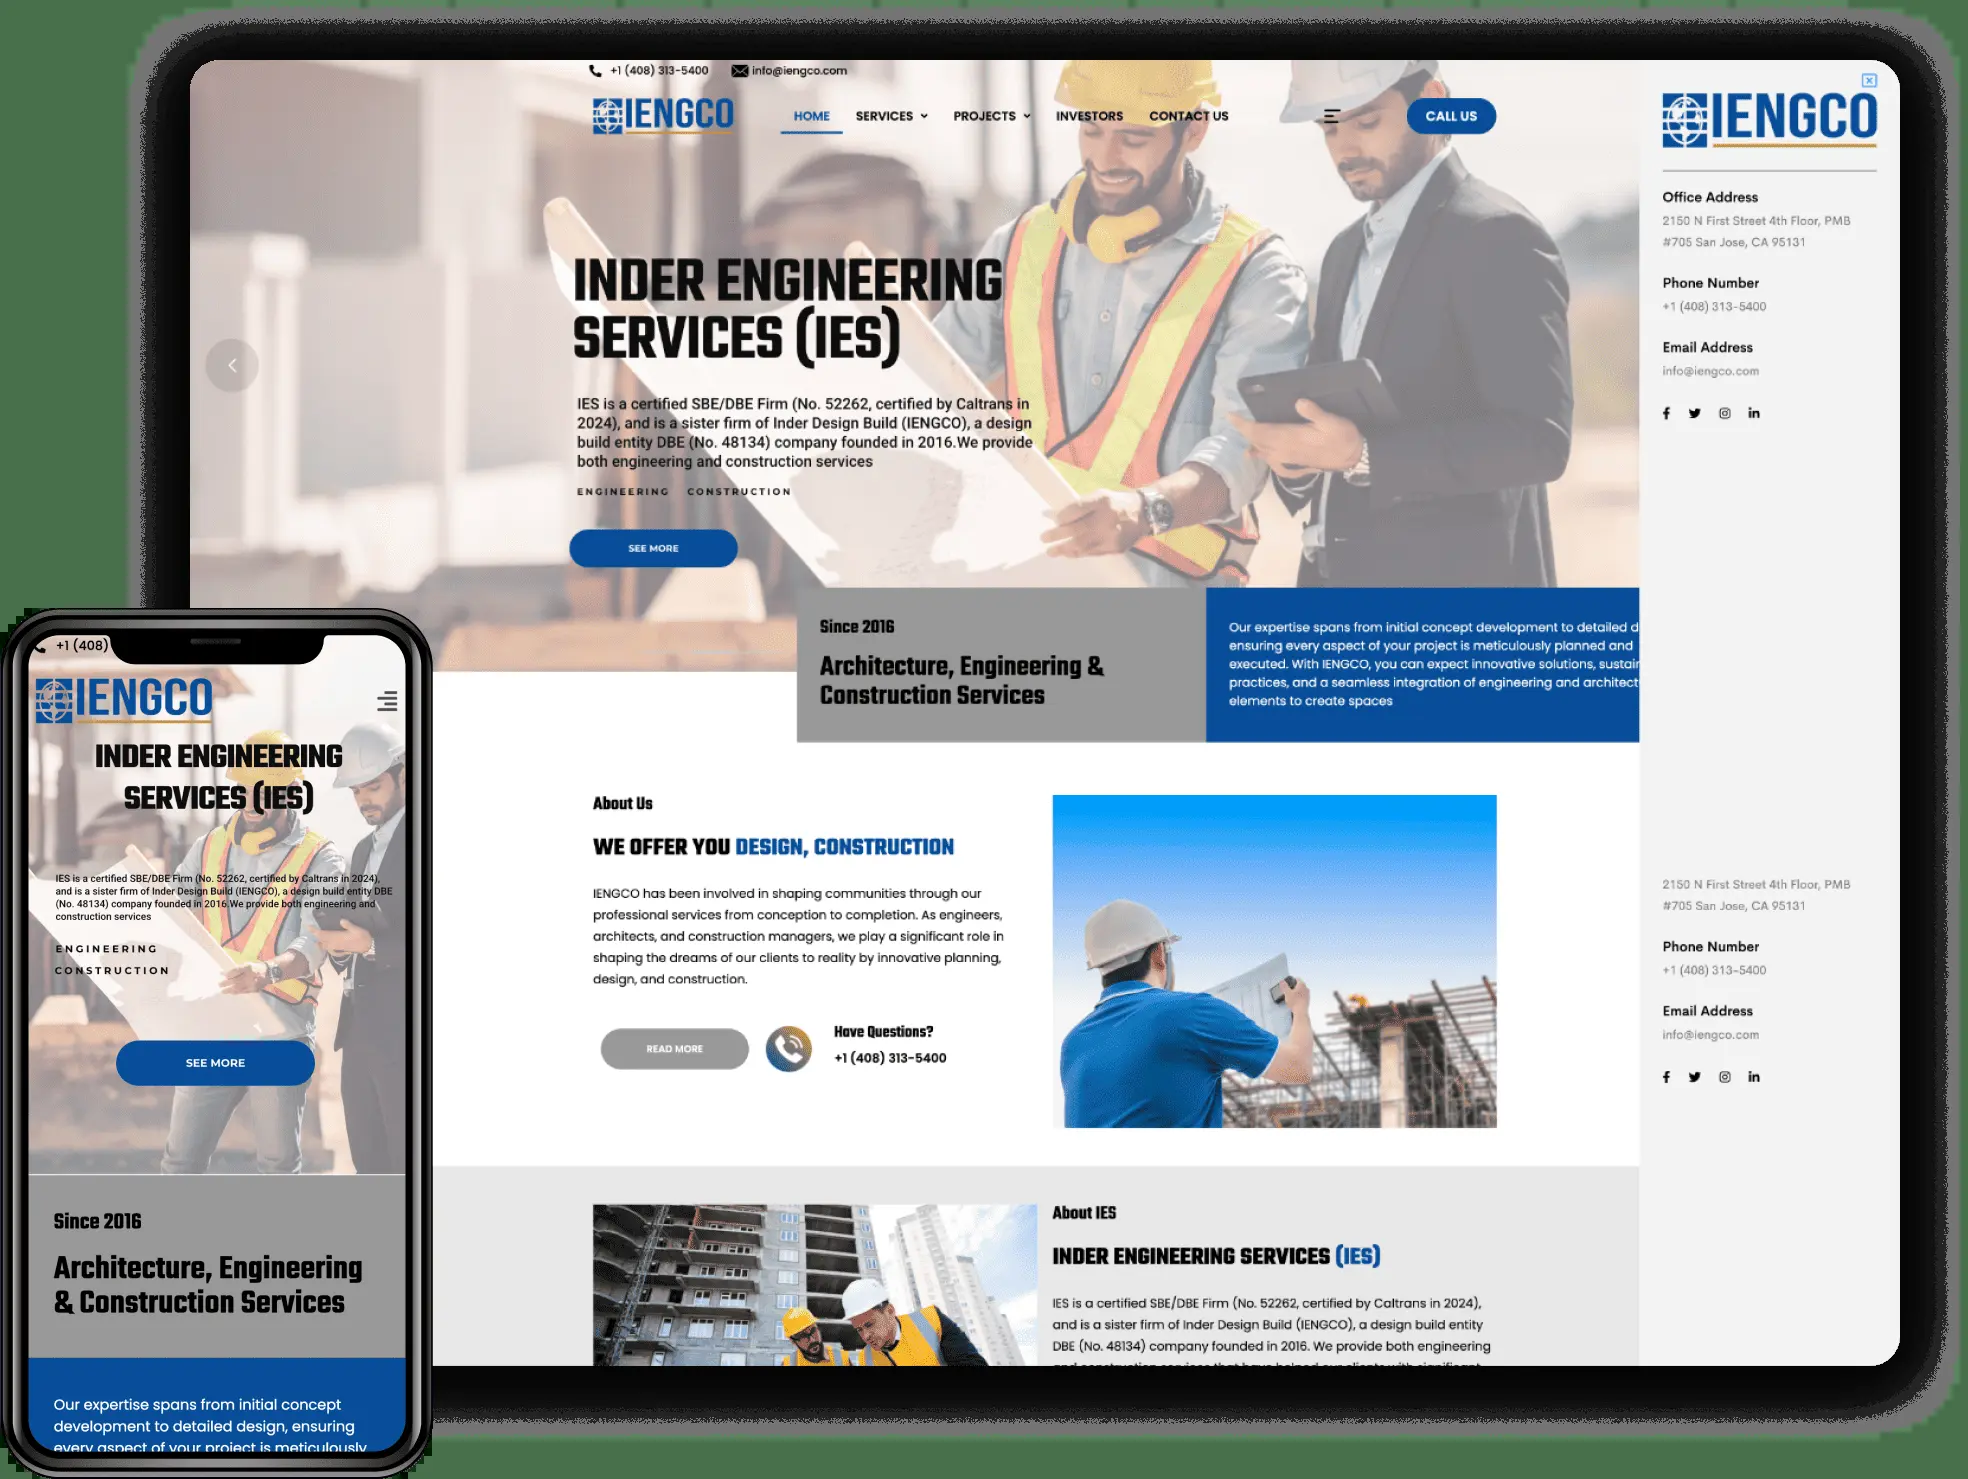 +1 (408) 313-5400
info@iengco.com
IENGCO
HOME
SERVICES
PROJECTS
INVESTORS
CONTACT US
CALL US
INDER ENGINEERING
SERVICES (IES)
IES is a certified SBE/DBE Firm (No. 52262, certified by Caltrans in
2024), and is a sister firm of Inder Design Build (IENGCO), a design
build entity DBE (No. 48134) company founded in 2016.We provide
both engineering and construction services
ENGINEERING CONSTRUCTION
SEE MORE
Since 2016
Architecture, Engineering &
Construction Services
Our expertise spans from initial concept development to detailed d
ensuring every aspect of your project is meticulously planned and
executed. With IENGCO, you can expect innovative solutions, sustain
practices, and a seamless integration of engineering and architect
elements to create spaces
About Us
WE OFFER YOU DESIGN, CONSTRUCTION
IENGCO has been involved in shaping communities through our
professional services from conception to completion. As engineers,
architects, and construction managers, we play a significant role in
shaping the dreams of our clients to reality by innovative planning,
design, and construction.
READ MORE
Have Questions?
+1 (408) 313-5400
About IES
INDER ENGINEERING SERVICES (IES)
IES is a certified SBE/DBE Firm (No. 52262, certified by Caltrans in 2024),
and is a sister firm of Inder Design Build (IENGCO), a design build entity
DBE (No. 48134) company founded in 2016. We provide both engineering
and construction services that have helped our clients with significant
IENGCO
Office Address
2150 N First Street 4th Floor, PMB
#705 San Jose, CA 95131
Phone Number
+1 (408) 313-5400
Email Address
info@iengco.com
2150 N First Street 4th Floor, PMB
#705 San Jose, CA 95131
Phone Number
+1 (408) 313-5400
Email Address
info@iengco.com
+1 (408)
IENGCO
INDER ENGINEERING
SERVICES (IES)
IES is a certified SBE/DBE Firm (No. 52262, certified by Caltrans in 2024),
and is a sister firm of Inder Design Build (IENGCO), a design build entity DBE
(No. 48134) company founded in 2016.We provide both engineering and
construction services
ENGINEERING
CONSTRUCTION
SEE MORE
Since 2016
Architecture, Engineering
& Construction Services
Our expertise spans from initial concept
development to detailed design, ensuring
every aspect of your project is meticulously